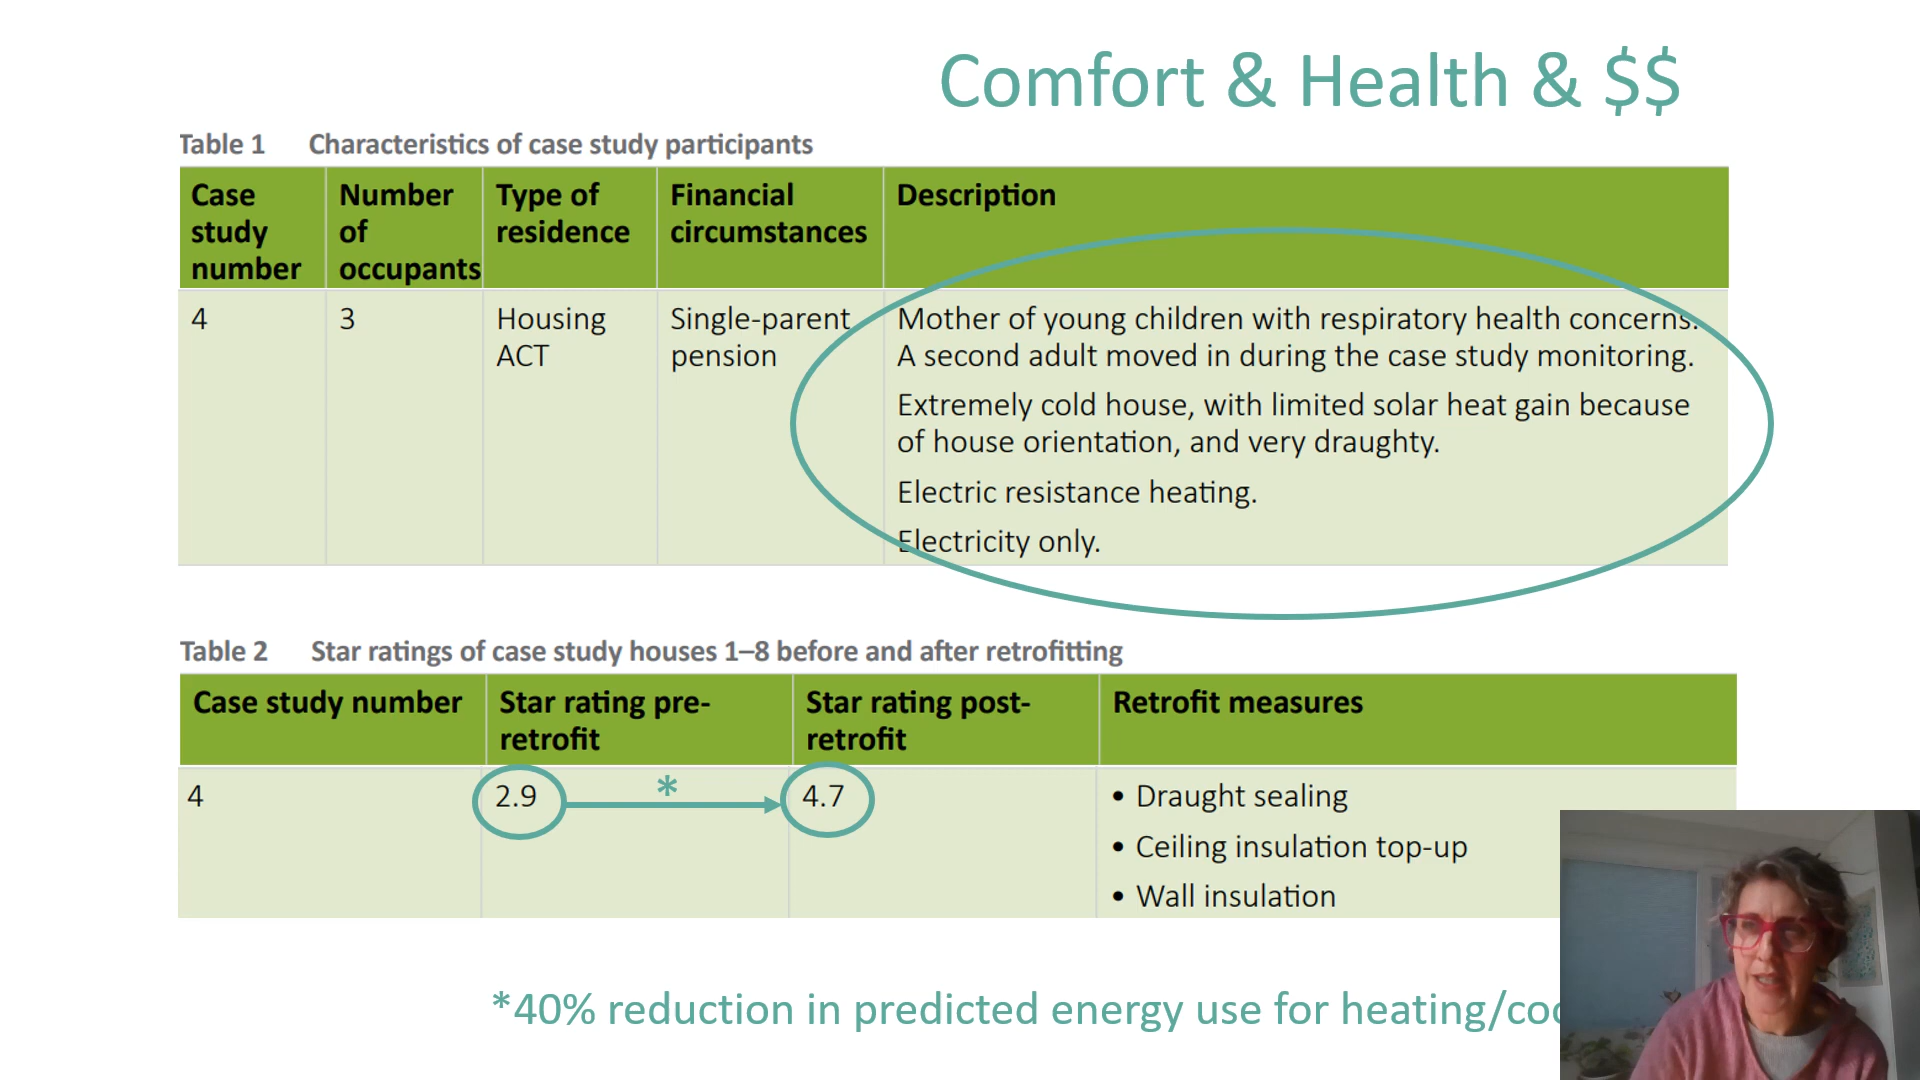 Comfort & Health & $$
Table 1 Characteristics of case study participants
Case study number
Number of occupants
Type of residence
Financial circumstances
Description
4
3
Housing ACT
Single-parent pension
Mother of young children with respiratory health concerns.
A second adult moved in during the case study monitoring.
Extremely cold house, with limited solar heat gain because
of house orientation, and very draughty.
Electric resistance heating.
Electricity only.
Table 2 Star ratings of case study houses 1–8 before and after retrofitting
Case study number
Star rating pre-retrofit
Star rating post-retrofit
Retrofit measures
4
2.9
*
4.7
• Draught sealing
• Ceiling insulation top-up
• Wall insulation
*40% reduction in predicted energy use for heating/